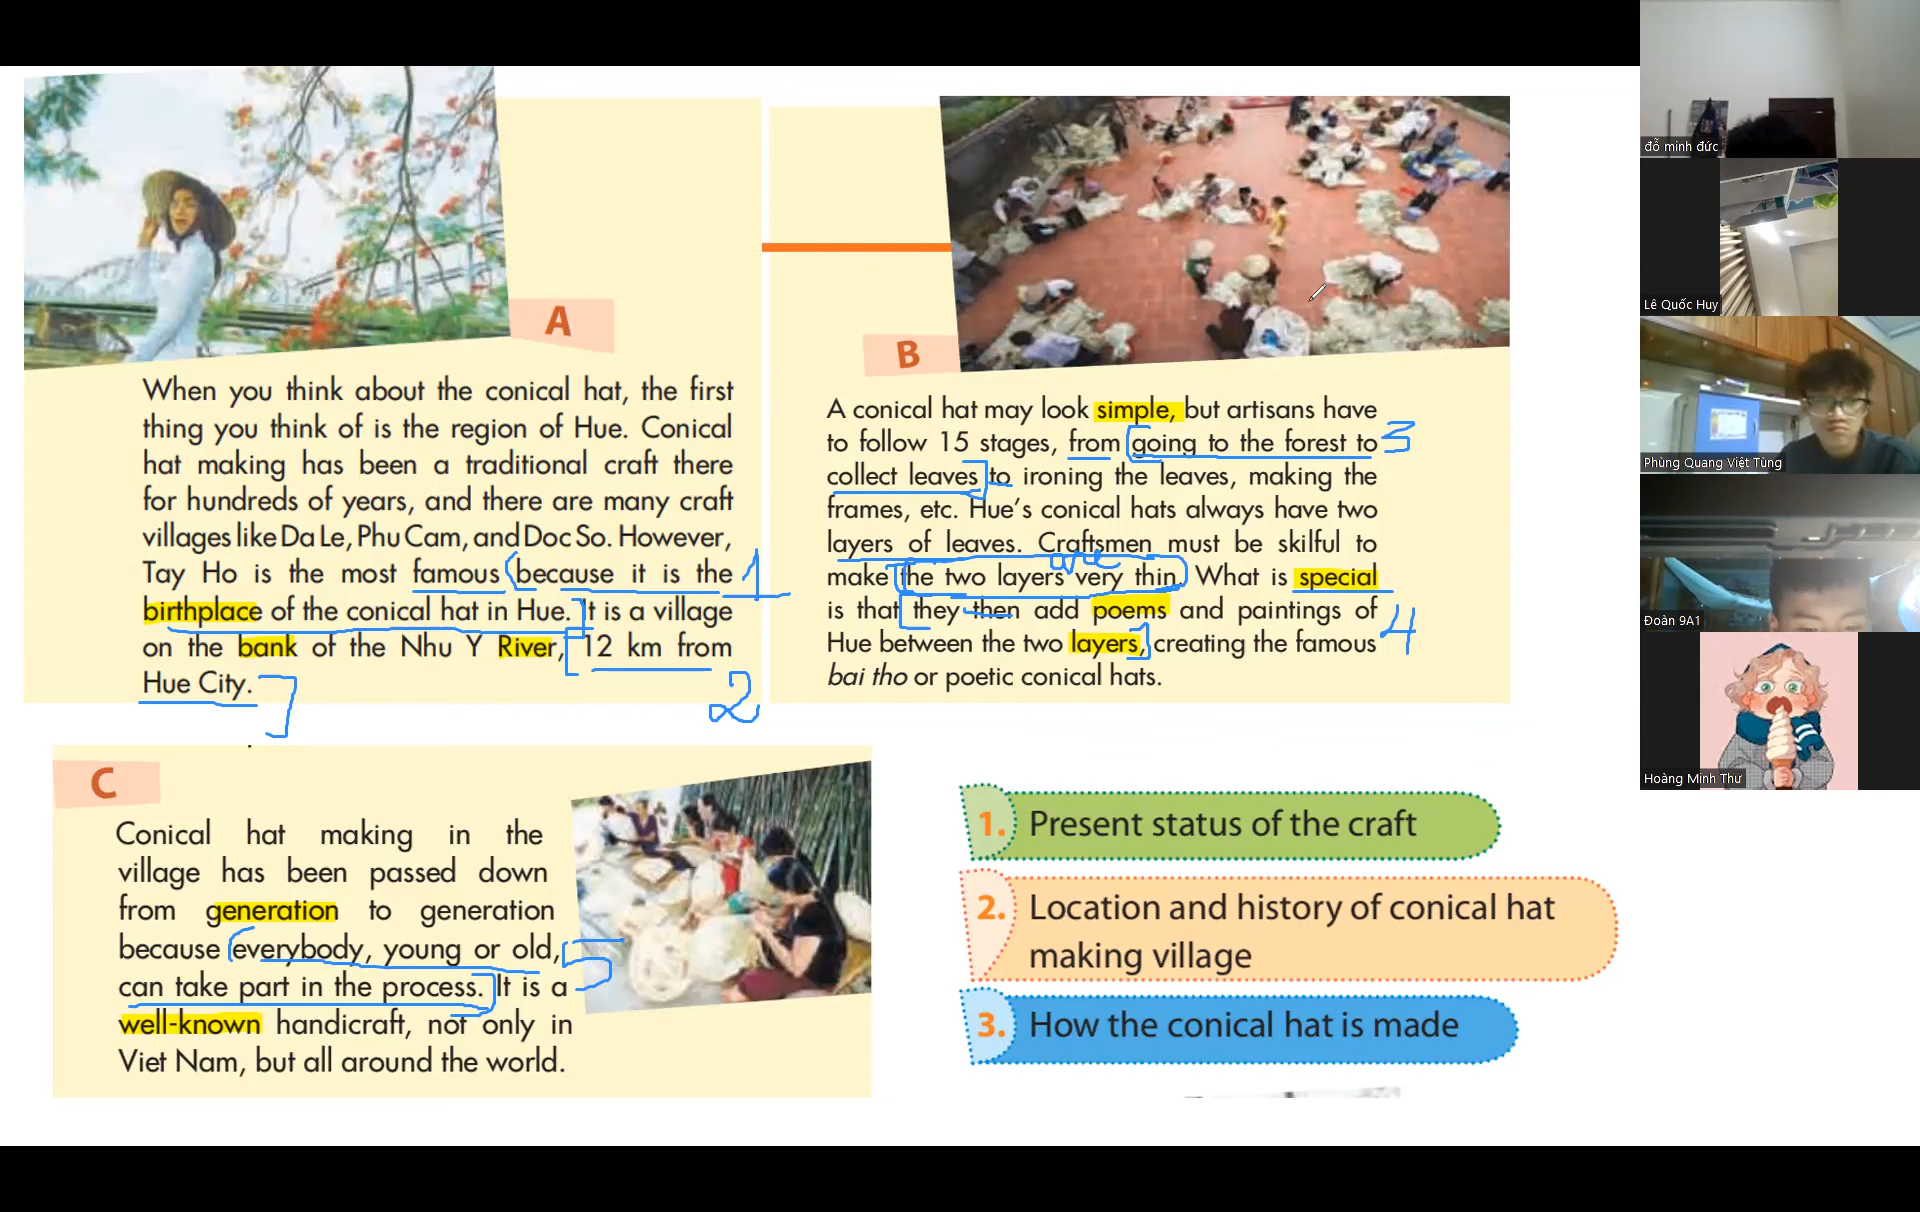 A
When you think about the conical hat, the first
thing you think of is the region of Hue. Conical
hat making has been a traditional craft there
for hundreds of years, and there are many craft
villages like Da Le, Phu Cam, and Doc So. However,
Tay Ho is the most famous because it is the 1
birthplace of the conical hat in Hue. It is a village
on the bank of the Nhu Y River, 12 km from
Hue City.
2
B
A conical hat may look simple, but artisans have
to follow 15 stages, from going to the forest to 3
collect leaves to ironing the leaves, making the
frames, etc. Hue's conical hats always have two
layers of leaves. Craftsmen must be skilful to
are
make the two layers very thin. What is special
is that they then add poems and paintings of
Hue between the two layers, creating the famous 4
bai tho or poetic conical hats.
C
Conical hat making in the
village has been passed down
from generation to generation
because everybody, young or old, 5
can take part in the process. It is a
well-known handicraft, not only in
Viet Nam, but all around the world.
1. Present status of the craft
2. Location and history of conical hat
making village
3. How the conical hat is made
đỗ minh đức
Lê Quốc Huy
Phùng Quang Việt Tùng
Đoàn 9A1
Hoàng Minh Thư